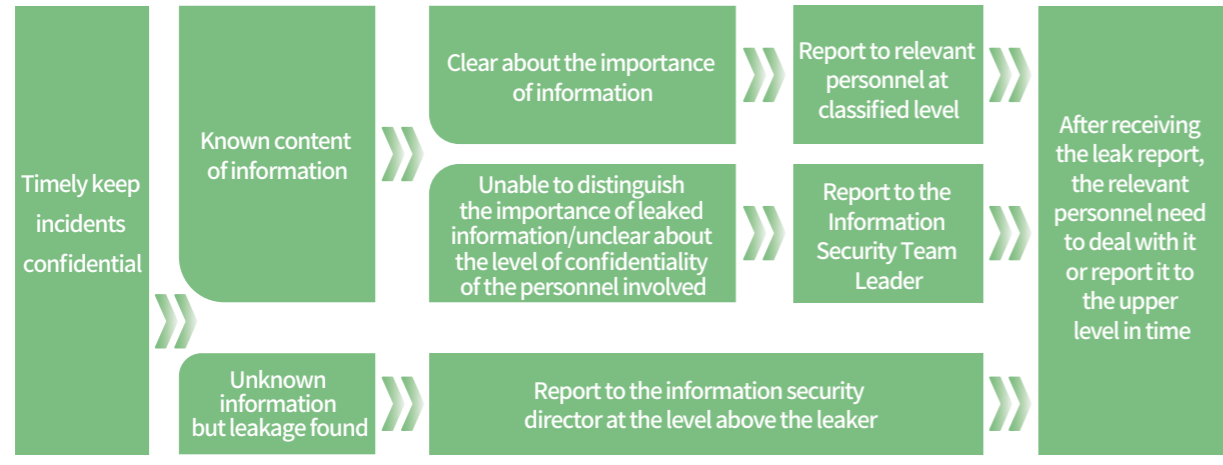 Timely keep
incidents
confidential
Known content
of information
Clear about the importance
of information
Report to relevant
personnel at
classified level
Unable to distinguish
the importance of leaked
information/unclear about
the level of confidentiality
of the personnel involved
Report to the
Information
Security Team
Leader
Unknown
information
but leakage found
Report to the information security
director at the level above the leaker
After receiving
the leak report,
the relevant
personnel need
to deal with it
or report it to
the upper
level in time